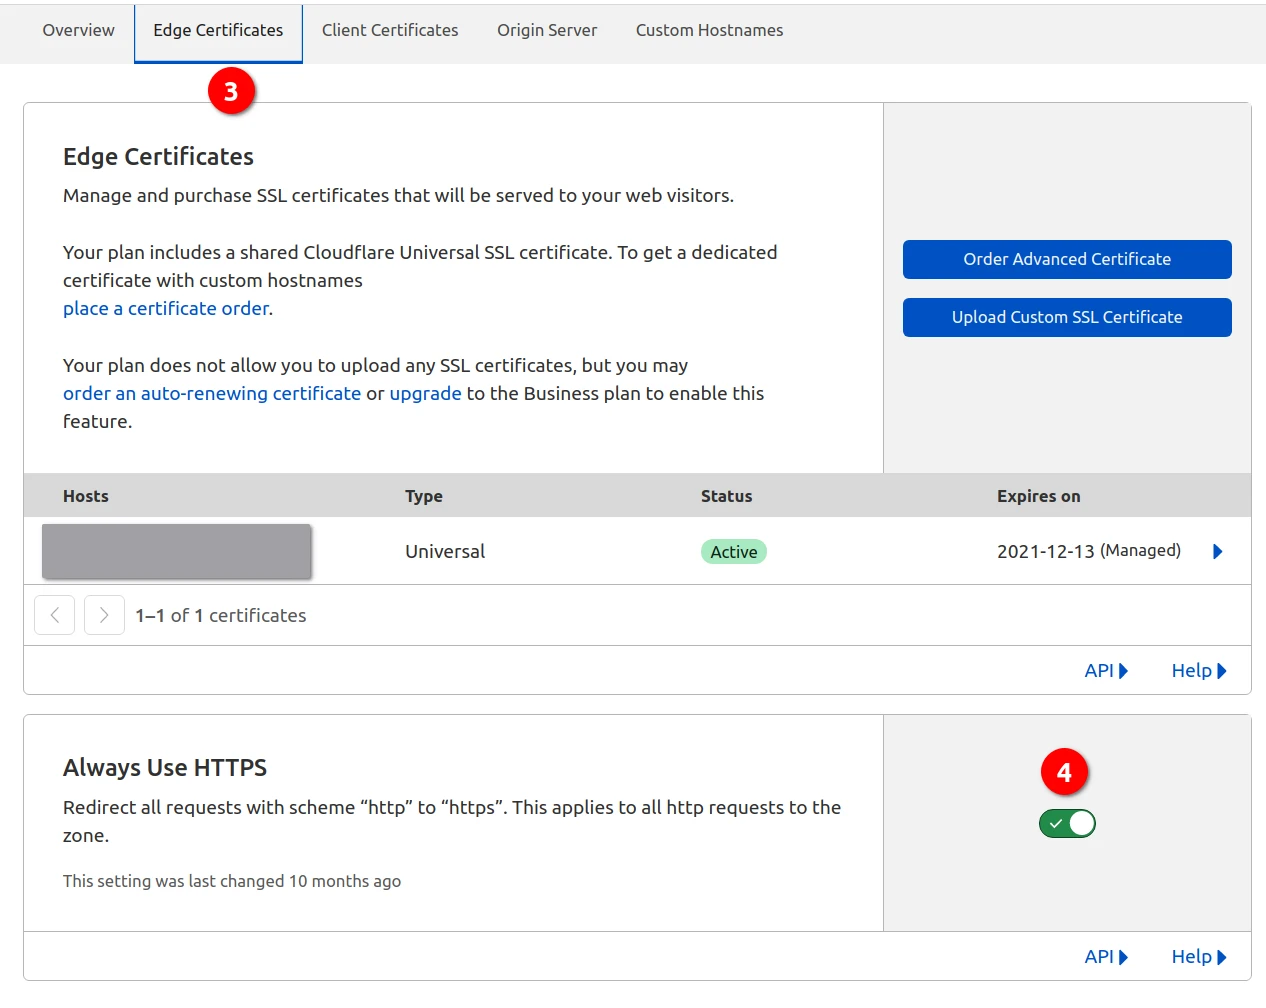 Overview Edge Certificates Client Certificates Origin Server Custom Hostnames
3
Edge Certificates
Manage and purchase SSL certificates that will be served to your web visitors.
Your plan includes a shared Cloudflare Universal SSL certificate. To get a dedicated
certificate with custom hostnames
place a certificate order.
Your plan does not allow you to upload any SSL certificates, but you may
order an auto-renewing certificate or upgrade to the Business plan to enable this
feature.
Order Advanced Certificate
Upload Custom SSL Certificate
Hosts Type Status Expires on
Universal Active 2021-12-13 (Managed)
1–1 of 1 certificates
API Help
Always Use HTTPS
Redirect all requests with scheme “http” to “https”. This applies to all http requests to the
zone.
This setting was last changed 10 months ago
4
API Help